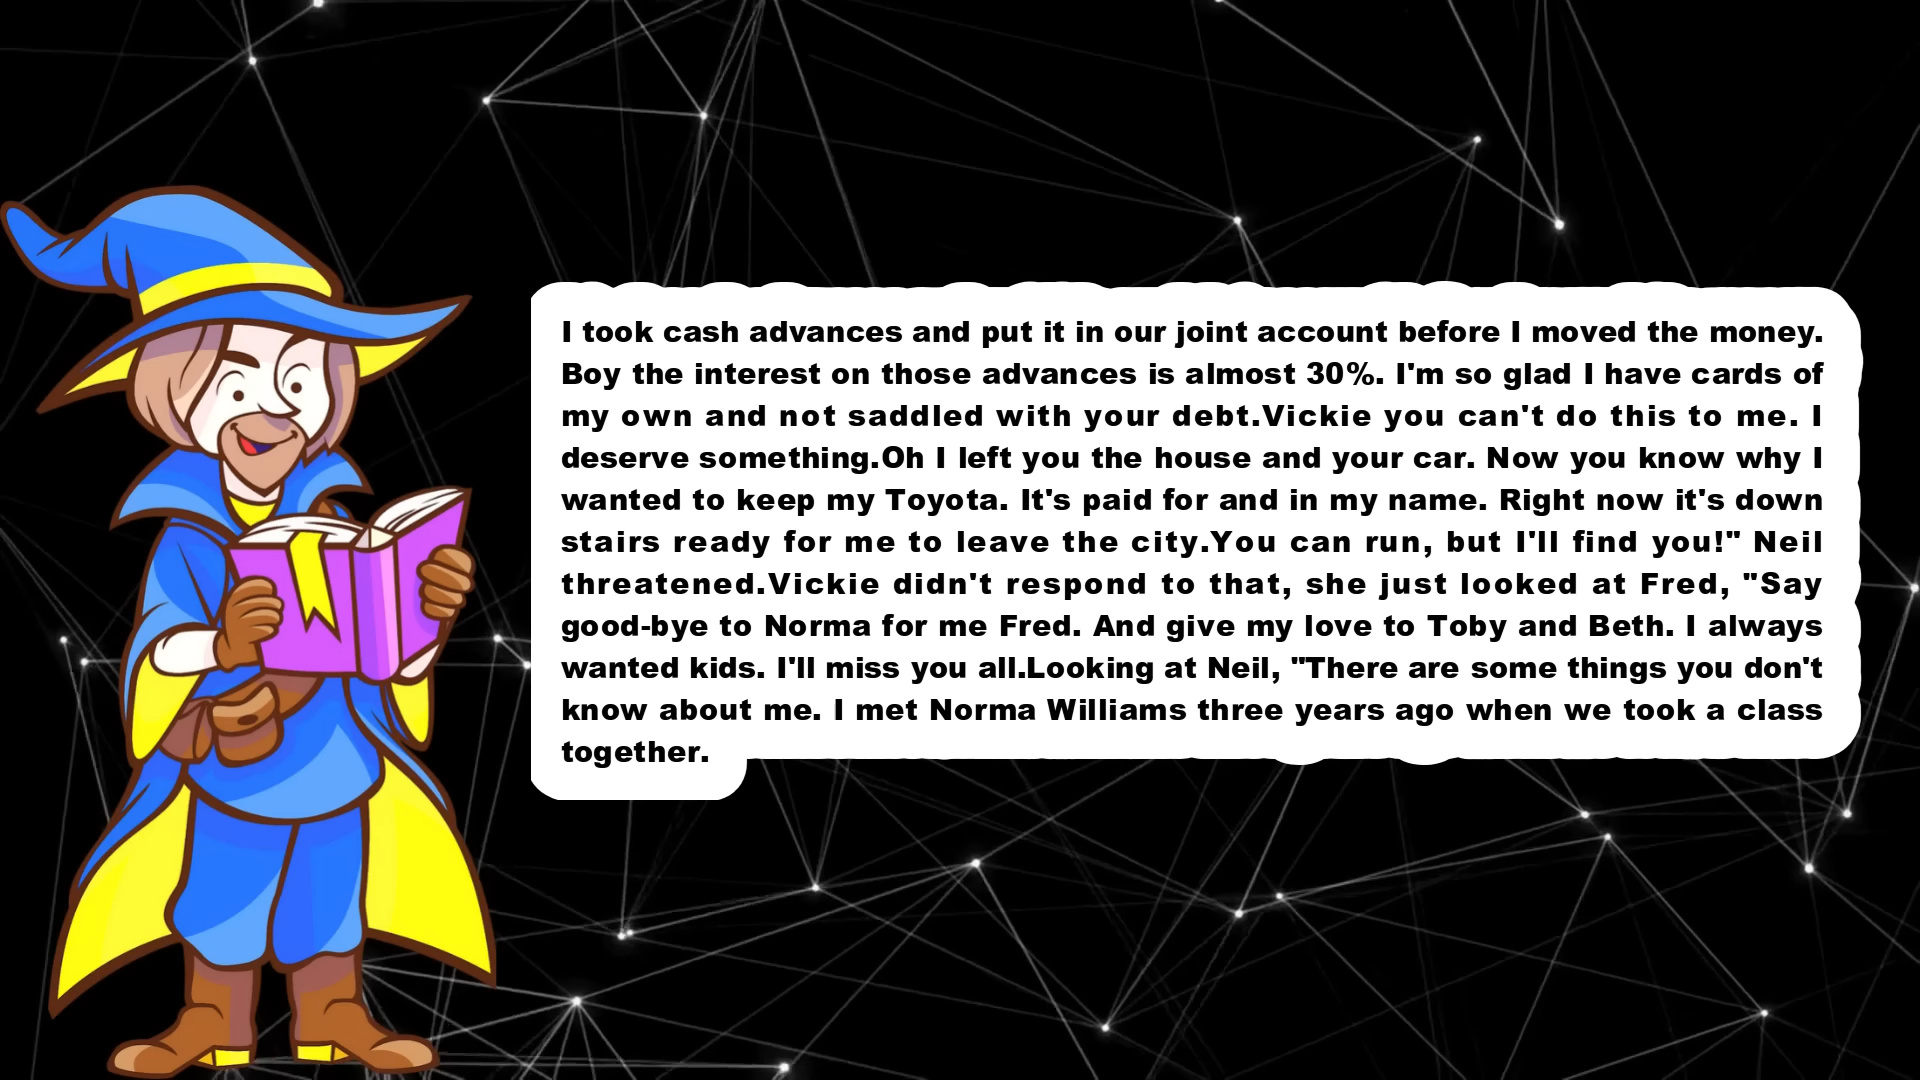 I took cash advances and put it in our joint account before I moved the money.
Boy the interest on those advances is almost 30%. I'm so glad I have cards of
my own and not saddled with your debt.Vickie you can't do this to me. I
deserve something.Oh I left you the house and your car. Now you know why I
wanted to keep my Toyota. It's paid for and in my name. Right now it's down
stairs ready for me to leave the city.You can run, but I'll find you!" Neil
threatened.Vickie didn't respond to that, she just looked at Fred, "Say
good-bye to Norma for me Fred. And give my love to Toby and Beth. I always
wanted kids. I'll miss you all.Looking at Neil, "There are some things you don't
know about me. I met Norma Williams three years ago when we took a class
together.